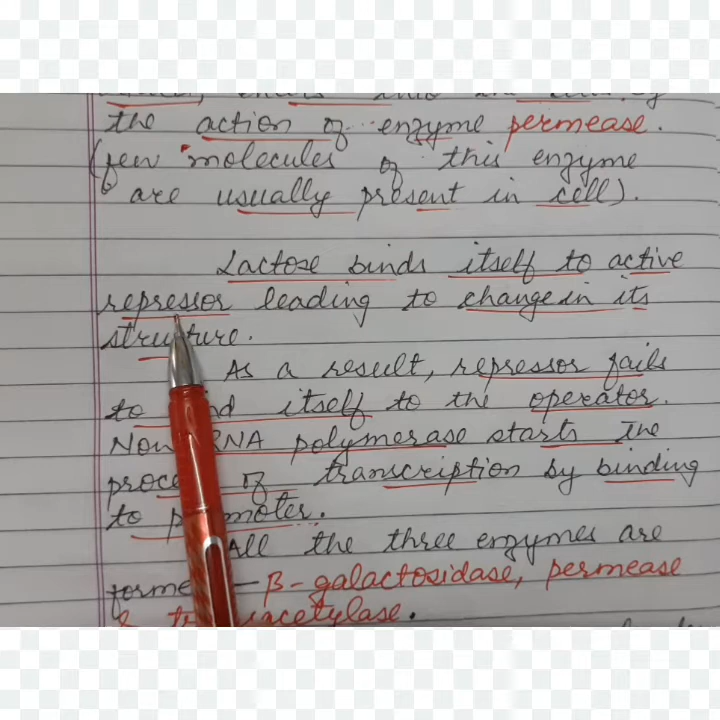 the action of enzyme permease.
(few molecules of this enzyme
are usually present in cell).
Lactose binds itself to active
repressor leading to change in its
structure.
As a result, repressor fails
to itself to the operator.
Now RNA polymerase starts the
of transcription by binding
to
All the three enzymes are
β-galactosidase, permease
&